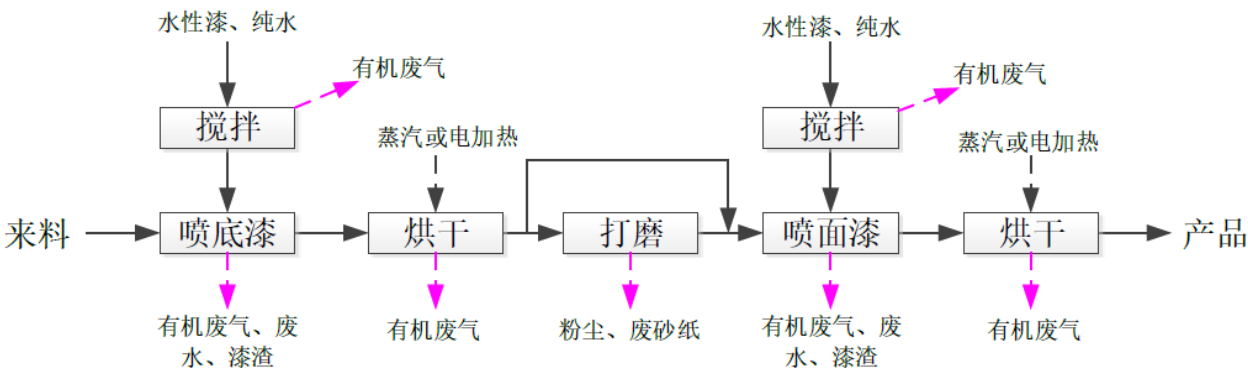 水性漆、纯水
水性漆、纯水
有机废气
有机废气
搅拌
搅拌
蒸汽或电加热
蒸汽或电加热
来料
喷底漆
烘干
打磨
喷面漆
烘干
产品
有机废气、废
水、漆渣
有机废气
粉尘、废砂纸
有机废气、废
水、漆渣
有机废气